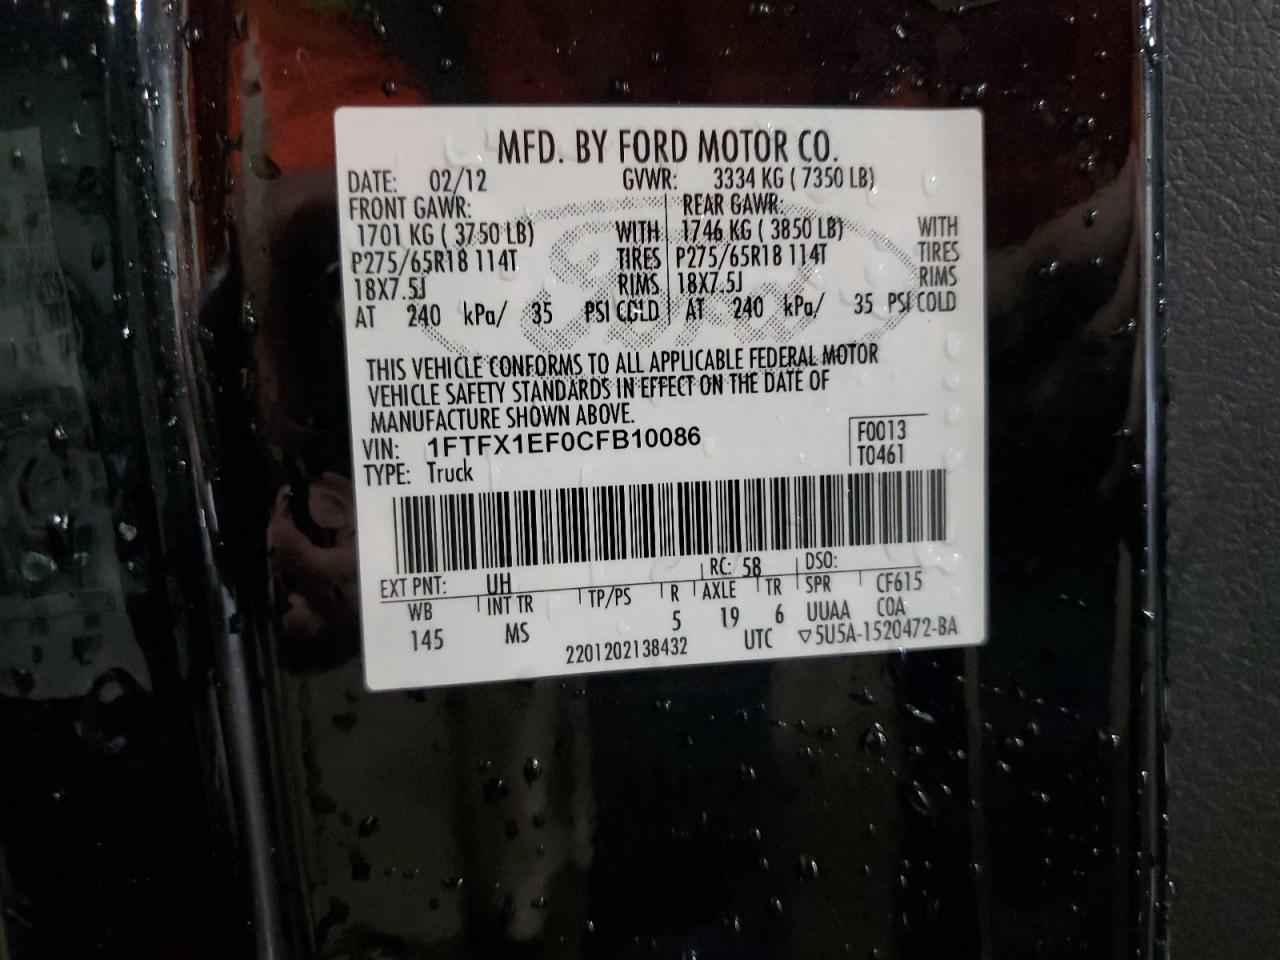 MFD. BY FORD MOTOR CO.
DATE: 02/12 GVWR: 3334 KG ( 7350 LB)
FRONT GAWR: REAR GAWR:
1701 KG ( 3750 LB) WITH 1746 KG ( 3850 LB) WITH
P275/65R18 114T TIRES P275/65R18 114T TIRES
18X7.5J RIMS 18X7.5J RIMS
AT 240 kPa/ 35 PSI COLD AT 240 kPa/ 35 PSI COLD
Ford
THIS VEHICLE CONFORMS TO ALL APPLICABLE FEDERAL MOTOR
VEHICLE SAFETY STANDARDS IN EFFECT ON THE DATE OF
MANUFACTURE SHOWN ABOVE.
VIN: 1FTFX1EF0CFB10086 F0013
TYPE: Truck T0461
EXT PNT: UH RC: 58 DSO:
WB INT TR TP/PS R AXLE TR SPR CF615
145 MS 5 19 6 UUAA COA
2201202138432 UTC ▽5U5A-1520472-BA